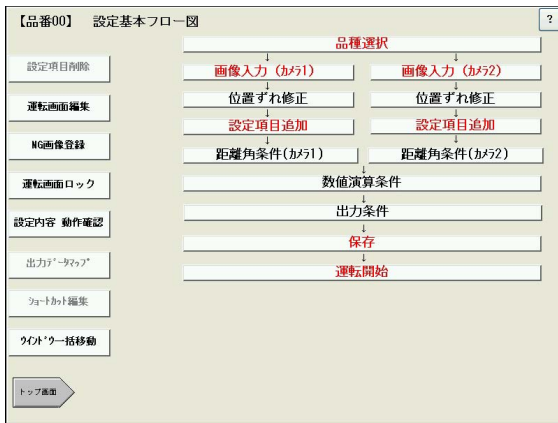 【品番00】 設定基本フロー図
?
品種選択
↓ ↓
設定項目削除
画像入力 (ｶﾒﾗ1) 画像入力 (ｶﾒﾗ2)
↓ ↓
運転画面編集
位置ずれ修正 位置ずれ修正
↓ ↓
設定項目追加 設定項目追加
↓ ↓
NG画像登録
距離角条件(ｶﾒﾗ1) 距離角条件(ｶﾒﾗ2)
↓
運転画面ロック
数値演算条件
↓
設定内容 動作確認
出力条件
↓
保存
↓
出力ﾃﾞｰﾀﾏｯﾌﾟ
運転開始
ｼｮｰﾄｶｯﾄ編集
ｳｲﾝﾄﾞｳ一括移動
トップ画面